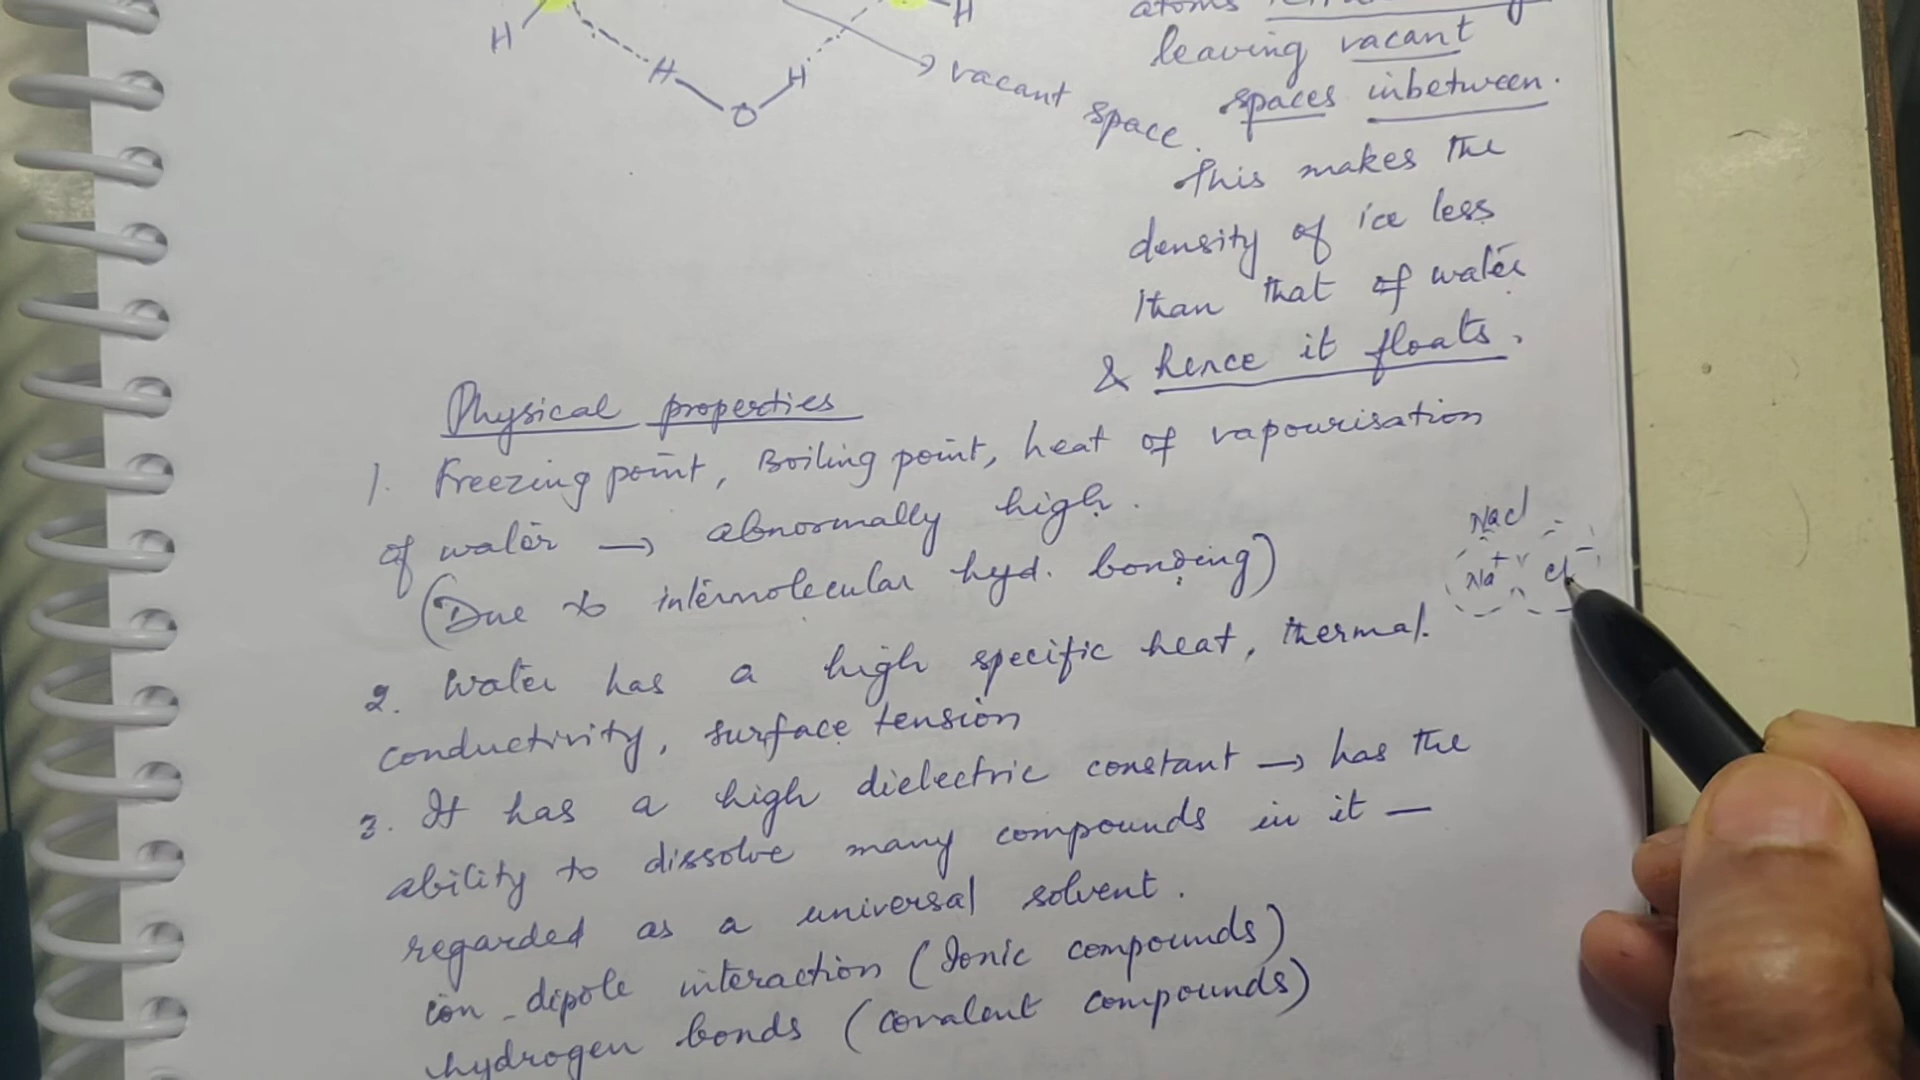 H
H
H
H
O
→ vacant space.
atoms
leaving vacant
spaces inbetween.
This makes the
density of ice less
than that of water
& hence it floats.
Physical properties
1. Freezing point, Boiling point, heat of vapourisation
of water → abnormally high.
(Due to intermolecular hyd. bonding)
NaCl
Na+ Cl-
2. Water has a high specific heat, thermal.
conductivity, surface tension
3. It has a high dielectric constant → has the
ability to dissolve many compounds in it —
regarded as a universal solvent.
ion-dipole interaction (Ionic compounds)
hydrogen bonds (covalent compounds)